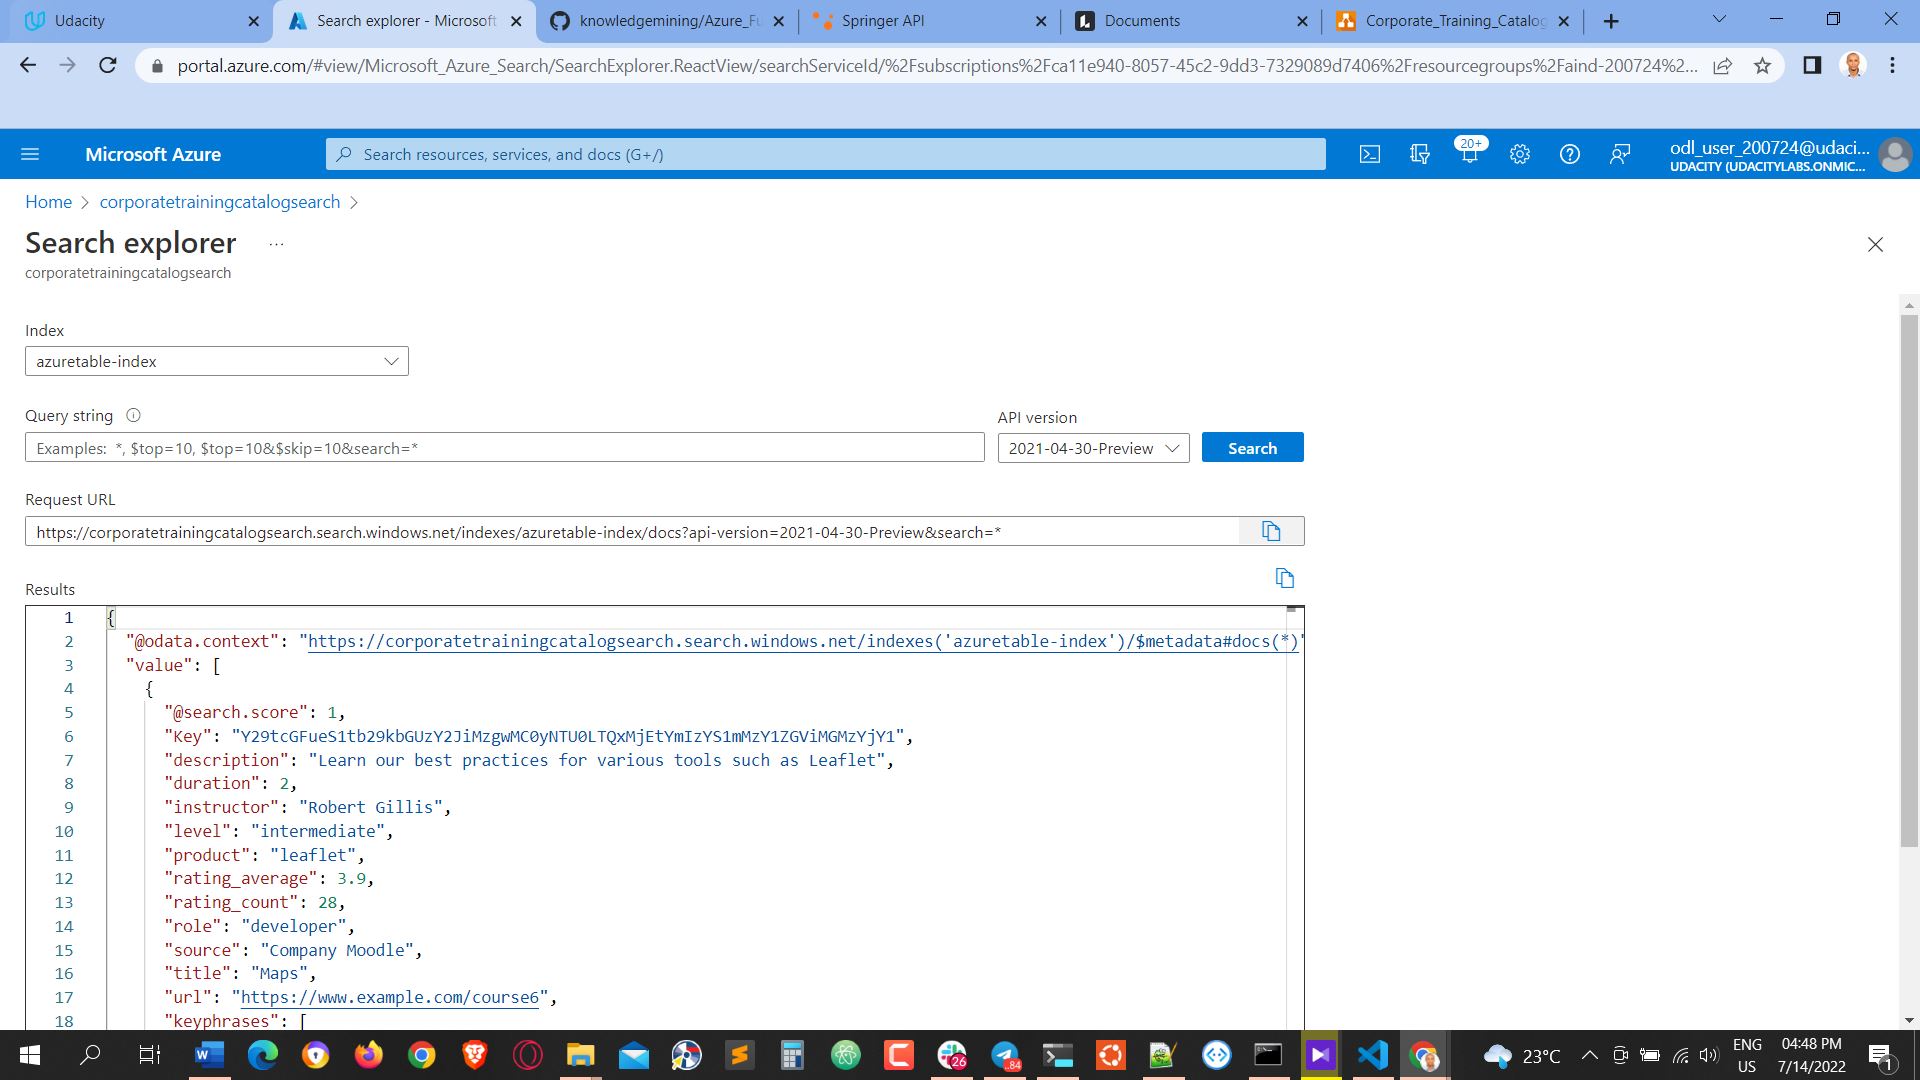 Udacity
Search explorer - Microsoft
knowledgemining/Azure_Fu
Springer API
Documents
Corporate_Training_Catalog
portal.azure.com/#view/Microsoft_Azure_Search/SearchExplorer.ReactView/searchServiceId/%2Fsubscriptions%2Fca11e940-8057-45c2-9dd3-7329089d7406%2Fresourcegroups%2Faind-200724%2...
Microsoft Azure
Search resources, services, and docs (G+/)
20+
odl_user_200724@udaci...
UDACITY (UDACITYLABS.ONMIC...
Home > corporatetrainingcatalogsearch >
Search explorer ...
corporatetrainingcatalogsearch
Index
azuretable-index
Query string
API version
Examples: *, $top=10, $top=10&$skip=10&search=*
2021-04-30-Preview
Search
Request URL
https://corporatetrainingcatalogsearch.search.windows.net/indexes/azuretable-index/docs?api-version=2021-04-30-Preview&search=*
Results
1 {
2 "@odata.context": "https://corporatetrainingcatalogsearch.search.windows.net/indexes('azuretable-index')/$metadata#docs(*)"
3 "value": [
4 {
5 "@search.score": 1,
6 "Key": "Y29tcGFueS1tb29kbGUzY2JiMzgwMC0yNTU0LTQxMjEtYmIzYS1mMzY1ZGViMGMzYjY1",
7 "description": "Learn our best practices for various tools such as Leaflet",
8 "duration": 2,
9 "instructor": "Robert Gillis",
10 "level": "intermediate",
11 "product": "leaflet",
12 "rating_average": 3.9,
13 "rating_count": 28,
14 "role": "developer",
15 "source": "Company Moodle",
16 "title": "Maps",
17 "url": "https://www.example.com/course6",
18 "keyphrases": [
26
84
23°C
ENG
US
04:48 PM
7/14/2022
1